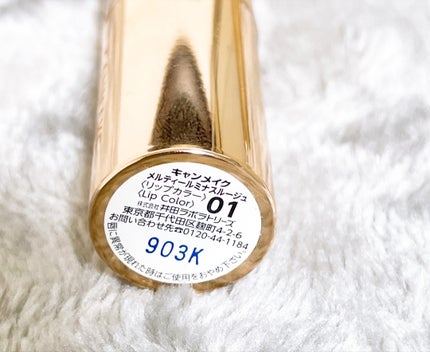 キャンメイク
メルティールミナスルージュ
〈リップカラー〉
〈Lip Color〉 01
株式会社 井田ラボラトリーズ
東京都千代田区麹町4-2-6
お問い合わせ先☎0120-44-1184
903K
に異常が現れた時はご使用をおやめ下さい